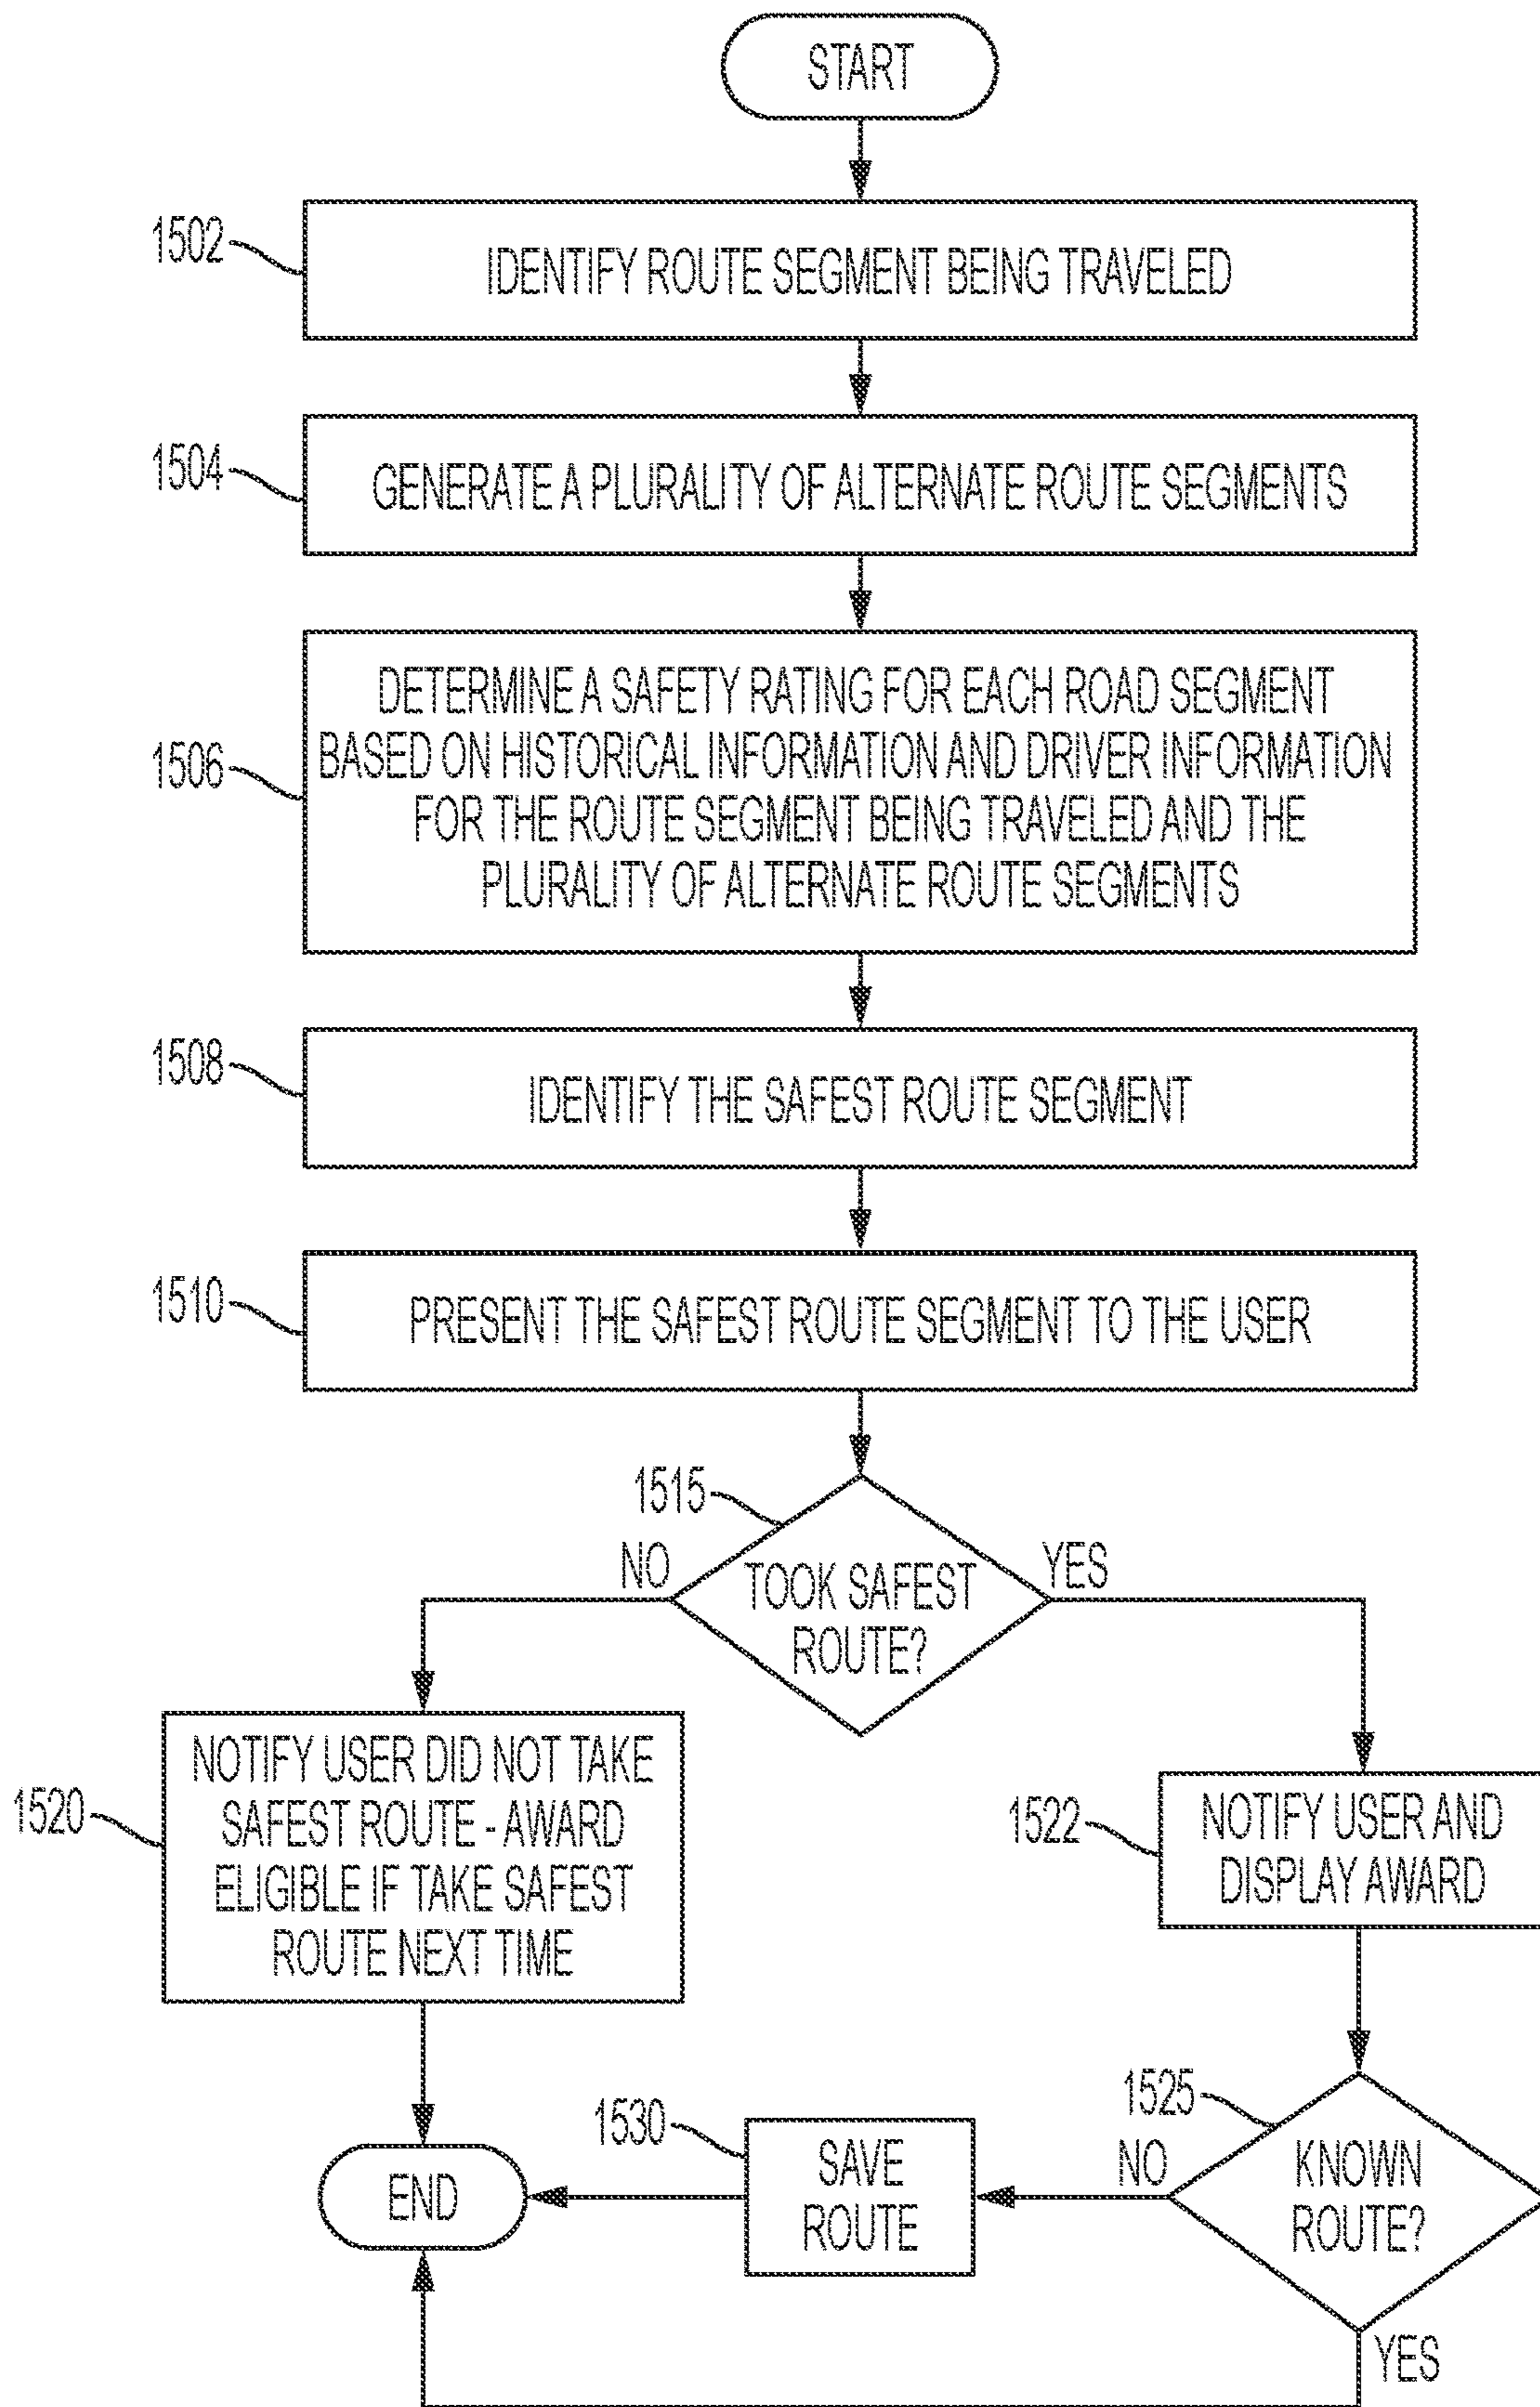 START
1502
IDENTIFY ROUTE SEGMENT BEING TRAVELED
1504
GENERATE A PLURALITY OF ALTERNATE ROUTE SEGMENTS
1506
DETERMINE A SAFETY RATING FOR EACH ROAD SEGMENT
BASED ON HISTORICAL INFORMATION AND DRIVER INFORMATION
FOR THE ROUTE SEGMENT BEING TRAVELED AND THE
PLURALITY OF ALTERNATE ROUTE SEGMENTS
1508
IDENTIFY THE SAFEST ROUTE SEGMENT
1510
PRESENT THE SAFEST ROUTE SEGMENT TO THE USER
1515
NO
TOOK SAFEST
ROUTE?
YES
1520
NOTIFY USER DID NOT TAKE
SAFEST ROUTE - AWARD
ELIGIBLE IF TAKE SAFEST
ROUTE NEXT TIME
1522
NOTIFY USER AND
DISPLAY AWARD
1525
KNOWN
ROUTE?
NO
YES
1530
SAVE
ROUTE
END